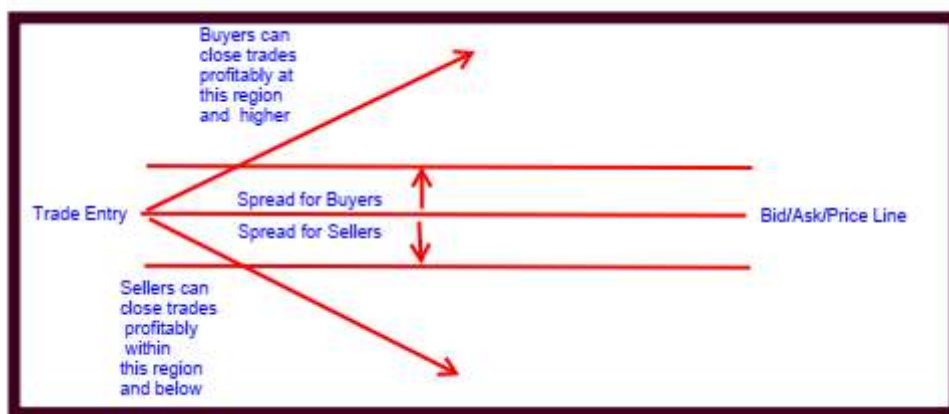 Buyers can
close trades
profitably at
this region
and higher
Spread for Buyers
Trade Entry
Bid/Ask/Price Line
Spread for Sellers
Sellers can
close trades
profitably
within
this region
and below